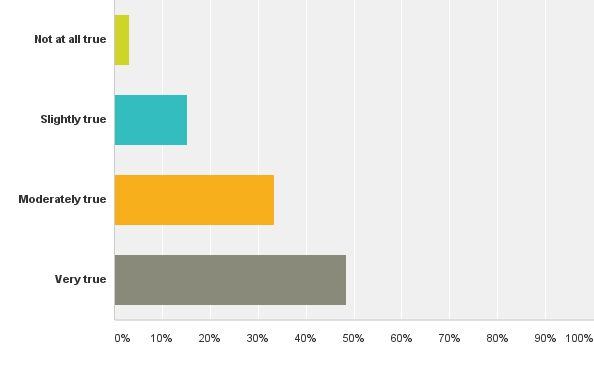 Not at all true
Slightly true
Moderately true
Very true
0% 10% 20% 30% 40% 50% 60% 70% 80% 90% 100%